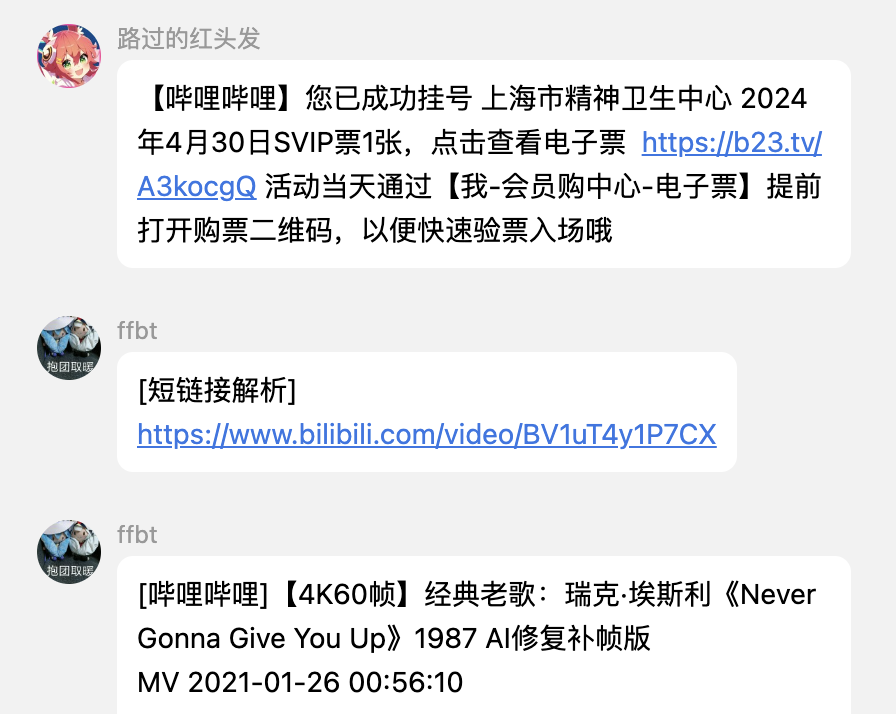 路过的红头发
【哔哩哔哩】您已成功挂号 上海市精神卫生中心 2024
年4月30日SVIP票1张，点击查看电子票 https://b23.tv/
A3kocgQ 活动当天通过【我-会员购中心-电子票】提前
打开购票二维码，以便快速验票入场哦
ffbt
抱团取暖
[短链接解析]
https://www.bilibili.com/video/BV1uT4y1P7CX
ffbt
抱团取暖
[哔哩哔哩]【4K60帧】经典老歌：瑞克·埃斯利《Never
Gonna Give You Up》1987 AI修复补帧版
MV 2021-01-26 00:56:10